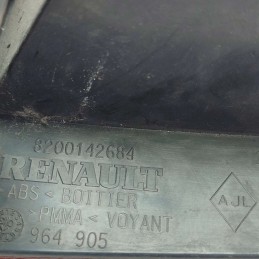 8200142684
RENAULT
>ABS< BOITIER
>PMMA< VOYANT
964 905
AJL